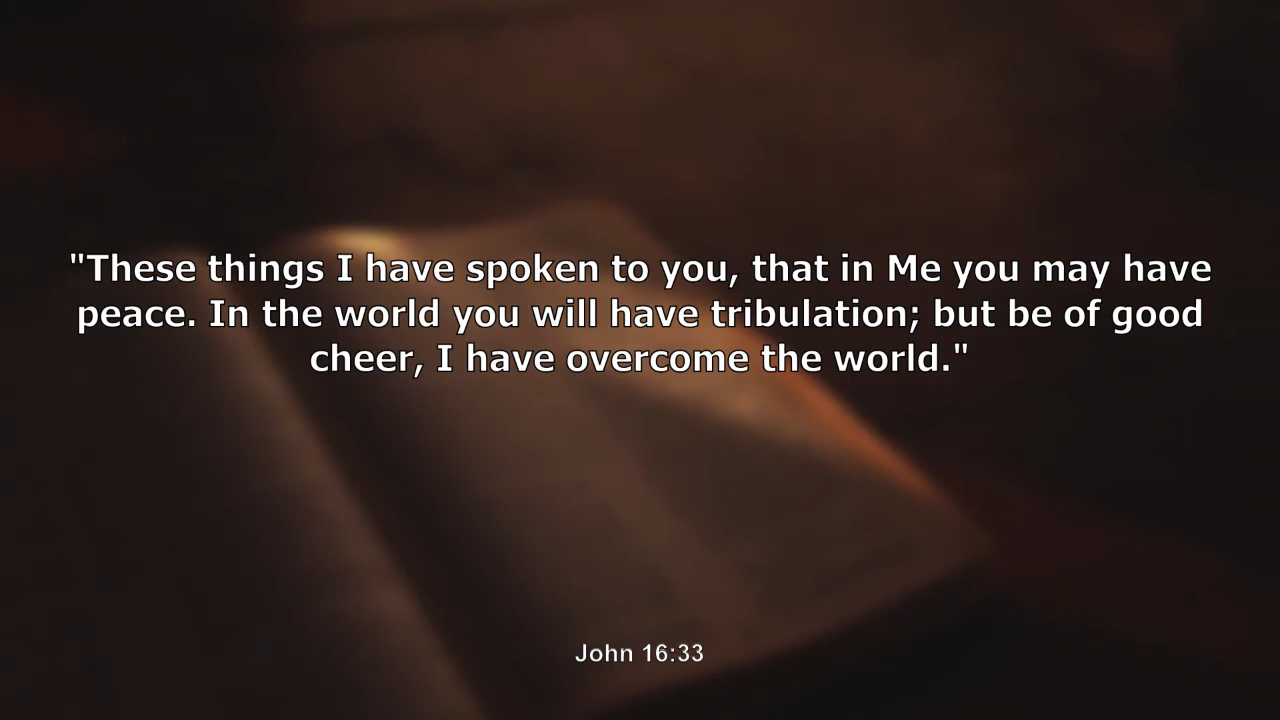 "These things I have spoken to you, that in Me you may have
peace. In the world you will have tribulation; but be of good
cheer, I have overcome the world."
John 16:33